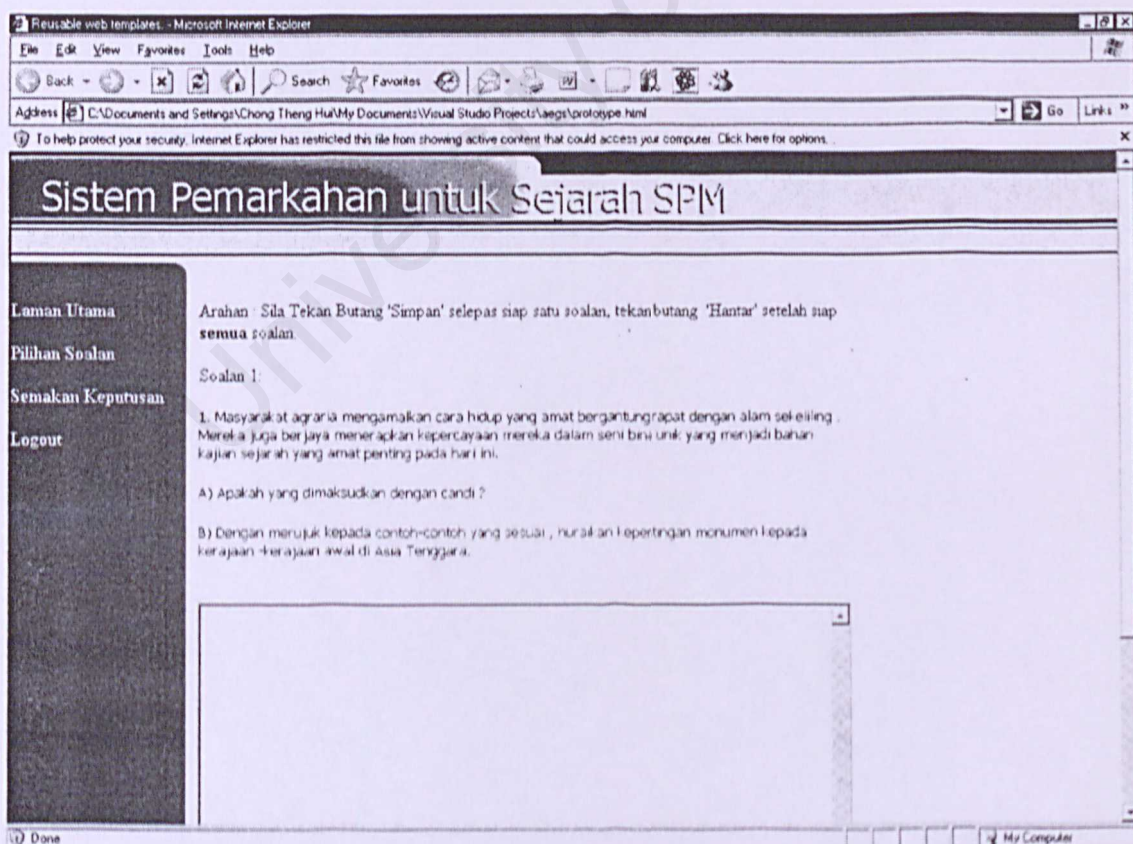 Reusable web templates. - Microsoft Internet Explorer
File Edit View Favorites Tools Help
Back Search Favorites
Address C:\Documents and Settings\Chong Theng Hui\My Documents\Visual Studio Projects\aegs\prototype.html Go Links »
To help protect your security, Internet Explorer has restricted this file from showing active content that could access your computer. Click here for options.
Sistem Pemarkahan untuk Sejarah SPM
Laman Utama
Pilihan Soalan
Semakan Keputusan
Logout
Arahan : Sila Tekan Butang 'Simpan' selepas siap satu soalan, tekanbutang 'Hantar' setelah siap
semua soalan.
Soalan 1:
1. Masyarakat agraria mengamalkan cara hidup yang amat bergantungrapat dengan alam sekeliling .
Mereka juga berjaya menerapkan kepercayaan mereka dalam seni bini unik yang menjadi bahan
kajian sejarah yang amat penting pada hari ini.
A) Apakah yang dimaksudkan dengan candi ?
B) Dengan merujuk kepada contoh-contoh yang sesuai , huraikan kepertingan monumen kepada
kerajaan -kerajaan awal di Asia Tenggara.
Done
My Computer
Univer